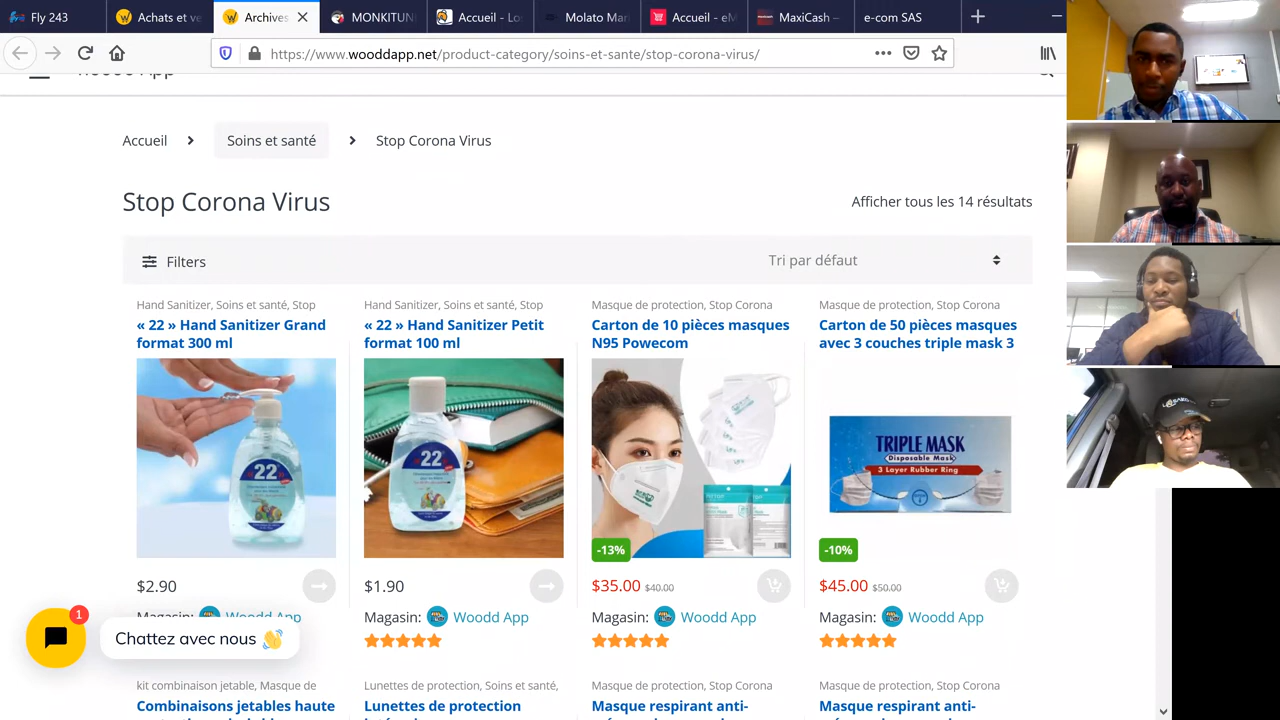 Fly 243
Achats et ve
Archives
MONKITUN
Accueil - Lo
Molato Mar
Accueil - eM
MaxiCash –
e-com SAS
https://www.wooddapp.net/product-category/soins-et-sante/stop-corona-virus/
Accueil
Soins et santé
Stop Corona Virus
Stop Corona Virus
Afficher tous les 14 résultats
Filters
Tri par défaut
Hand Sanitizer, Soins et santé, Stop
« 22 » Hand Sanitizer Grand
format 300 ml
22
$2.90
Magasin: Woodd App
Hand Sanitizer, Soins et santé, Stop
« 22 » Hand Sanitizer Petit
format 100 ml
22
$1.90
Magasin: Woodd App
Masque de protection, Stop Corona
Carton de 10 pièces masques
N95 Powecom
-13%
$35.00 $40.00
Magasin: Woodd App
Masque de protection, Stop Corona
Carton de 50 pièces masques
avec 3 couches triple mask 3
TRIPLE MASK
Disposable Mask
3 Layer Rubber Ring
-10%
$45.00 $50.00
Magasin: Woodd App
1
Chattez avec nous
kit combinaison jetable, Masque de
Combinaisons jetables haute
Lunettes de protection, Soins et santé,
Lunettes de protection
Masque de protection, Stop Corona
Masque respirant anti-
Masque de protection, Stop Corona
Masque respirant anti-